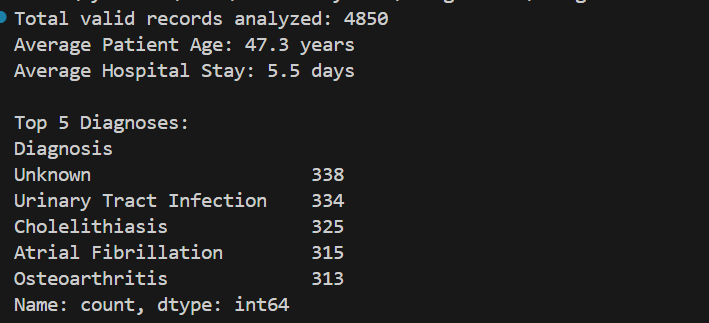 Total valid records analyzed: 4850
Average Patient Age: 47.3 years
Average Hospital Stay: 5.5 days
Top 5 Diagnoses:
Diagnosis
Unknown 338
Urinary Tract Infection 334
Cholelithiasis 325
Atrial Fibrillation 315
Osteoarthritis 313
Name: count, dtype: int64